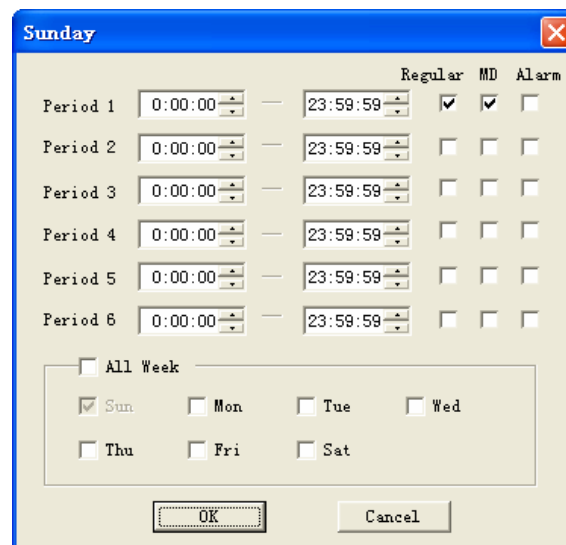 Sunday
Regular MD Alarm
Period 1 0:00:00 — 23:59:59
Period 2 0:00:00 — 23:59:59
Period 3 0:00:00 — 23:59:59
Period 4 0:00:00 — 23:59:59
Period 5 0:00:00 — 23:59:59
Period 6 0:00:00 — 23:59:59
All Week
Sun Mon Tue Wed
Thu Fri Sat
OK Cancel